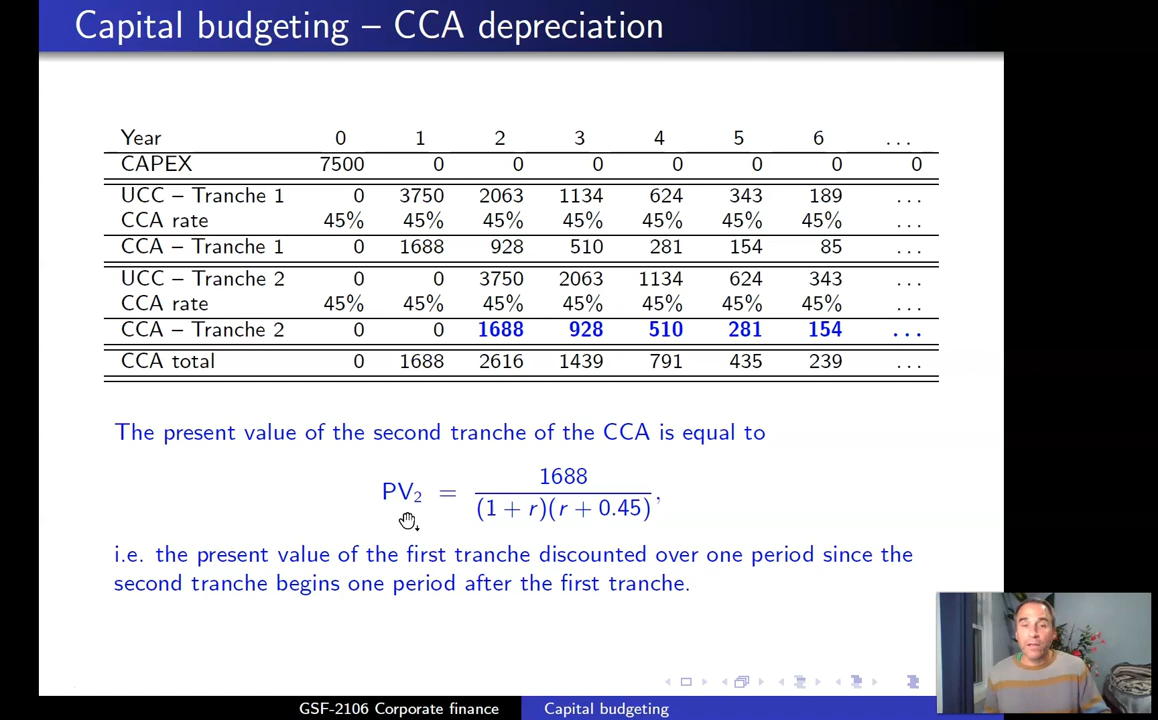 Capital budgeting – CCA depreciation
Year 0 1 2 3 4 5 6 ...
CAPEX 7500 0 0 0 0 0 0 0
UCC – Tranche 1 0 3750 2063 1134 624 343 189 ...
CCA rate 45% 45% 45% 45% 45% 45% 45% ...
CCA – Tranche 1 0 1688 928 510 281 154 85 ...
UCC – Tranche 2 0 0 3750 2063 1134 624 343 ...
CCA rate 45% 45% 45% 45% 45% 45% 45% ...
CCA – Tranche 2 0 0 1688 928 510 281 154 ...
CCA total 0 1688 2616 1439 791 435 239 ...
The present value of the second tranche of the CCA is equal to
PV₂ = 1688 / (1 + r)(r + 0.45),
i.e. the present value of the first tranche discounted over one period since the
second tranche begins one period after the first tranche.
GSF-2106 Corporate finance Capital budgeting